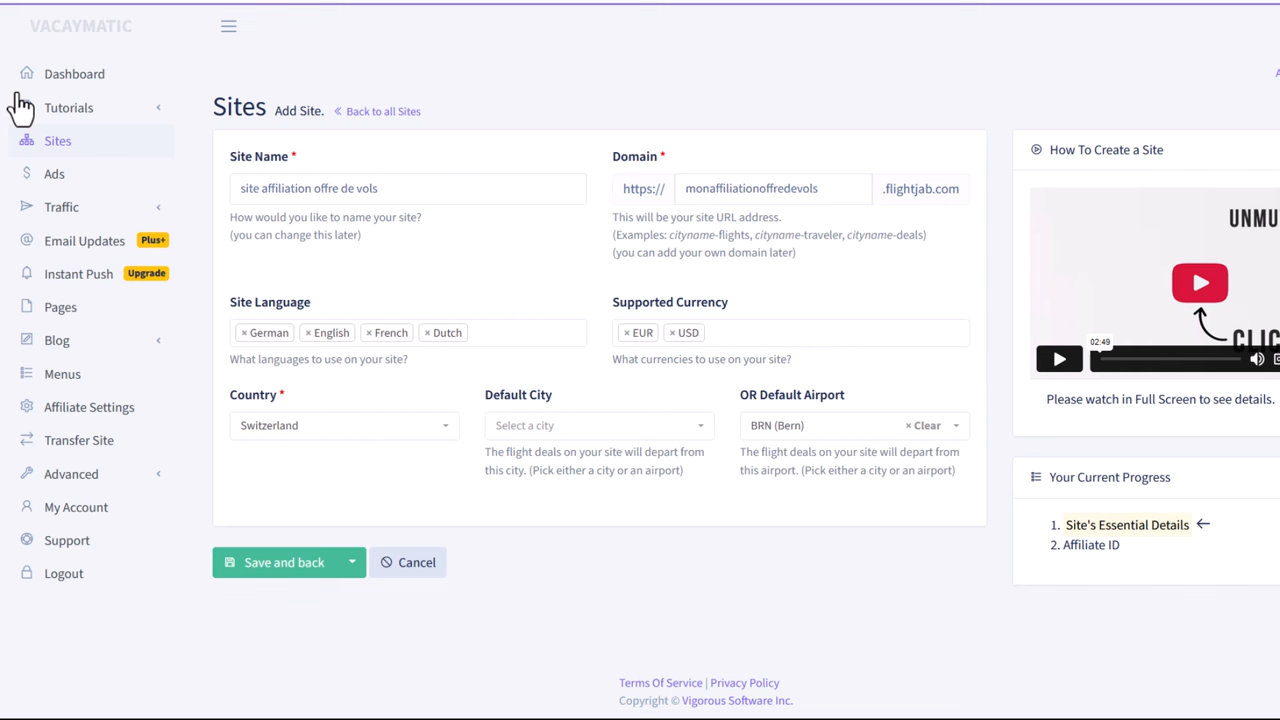 VACAYMATIC
Dashboard
Tutorials
Sites
Ads
Traffic
Email Updates Plus+
Instant Push Upgrade
Pages
Blog
Menus
Affiliate Settings
Transfer Site
Advanced
My Account
Support
Logout
Sites Add Site. « Back to all Sites
Site Name *
site affiliation offre de vols
How would you like to name your site?
(you can change this later)
Domain *
https:// monaffiliationoffredevols .flightjab.com
This will be your site URL address.
(Examples: cityname-flights, cityname-traveler, cityname-deals)
(you can add your own domain later)
Site Language
× German × English × French × Dutch
What languages to use on your site?
Supported Currency
× EUR × USD
What currencies to use on your site?
Country *
Switzerland
Default City
Select a city
The flight deals on your site will depart from
this city. (Pick either a city or an airport)
OR Default Airport
BRN (Bern) × Clear
The flight deals on your site will depart from
this airport. (Pick either a city or an airport)
Save and back
Cancel
How To Create a Site
UNMU
CLIC
02:49
Please watch in Full Screen to see details.
Your Current Progress
1. Site's Essential Details
2. Affiliate ID
Terms Of Service | Privacy Policy
Copyright © Vigorous Software Inc.